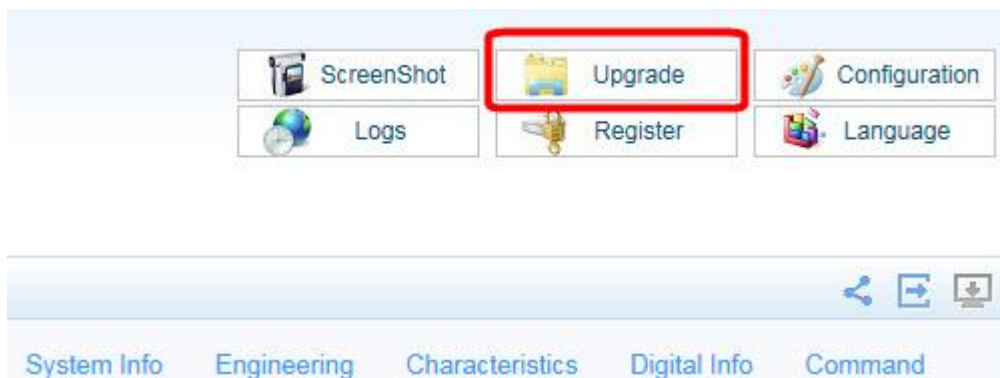 ScreenShot Upgrade Configuration
Logs Register Language
System Info Engineering Characteristics Digital Info Command